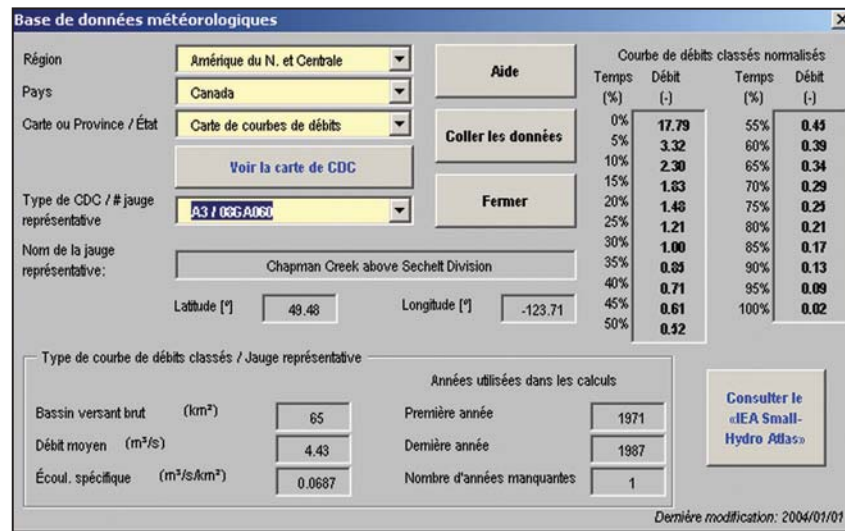 Base de données météorologiques
Région
Amérique du N. et Centrale
Pays
Canada
Carte ou Province / État
Carte de courbes de débits
Voir la carte de CDC
Type de CDC / # jauge
représentative
A3 / 08GA060
Nom de la jauge
représentative:
Chapman Creek above Sechelt Division
Latitude [°] 49.48 Longitude [°] -123.71
Aide
Coller les données
Fermer
Courbe de débits classés normalisés
Temps Débit Temps Débit
(%) (-) (%) (-)
0% 17.79 55% 0.45
5% 3.32 60% 0.39
10% 2.30 65% 0.34
15% 1.83 70% 0.29
20% 1.48 75% 0.25
25% 1.21 80% 0.21
30% 1.00 85% 0.17
35% 0.85 90% 0.13
40% 0.71 95% 0.09
45% 0.61 100% 0.02
50% 0.52
Type de courbe de débits classés / Jauge représentative
Années utilisées dans les calculs
Bassin versant brut (km²) 65 Première année 1971
Débit moyen (m³/s) 4.43 Dernière année 1987
Écoul. spécifique (m³/s/km²) 0.0687 Nombre d'années manquantes 1
Consulter le
«IEA Small-
Hydro Atlas»
Dernière modification: 2004/01/01